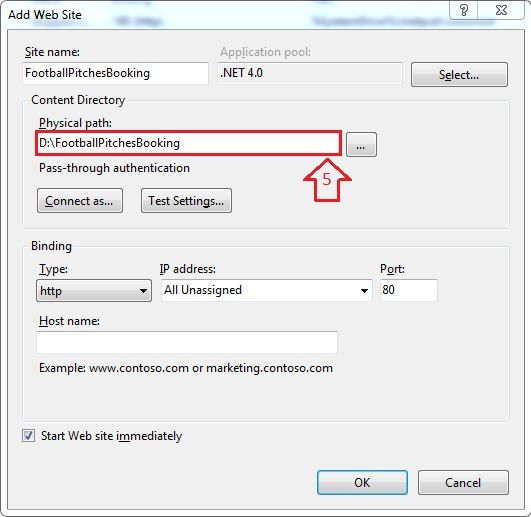 Add Web Site
?
Site name:
Application pool:
FootballPitchesBooking
.NET 4.0
Select...
Content Directory
Physical path:
D:\FootballPitchesBooking
...
Pass-through authentication
5
Connect as...
Test Settings...
Binding
Type:
IP address:
Port:
http
All Unassigned
80
Host name:
Example: www.contoso.com or marketing.contoso.com
Start Web site immediately
OK
Cancel